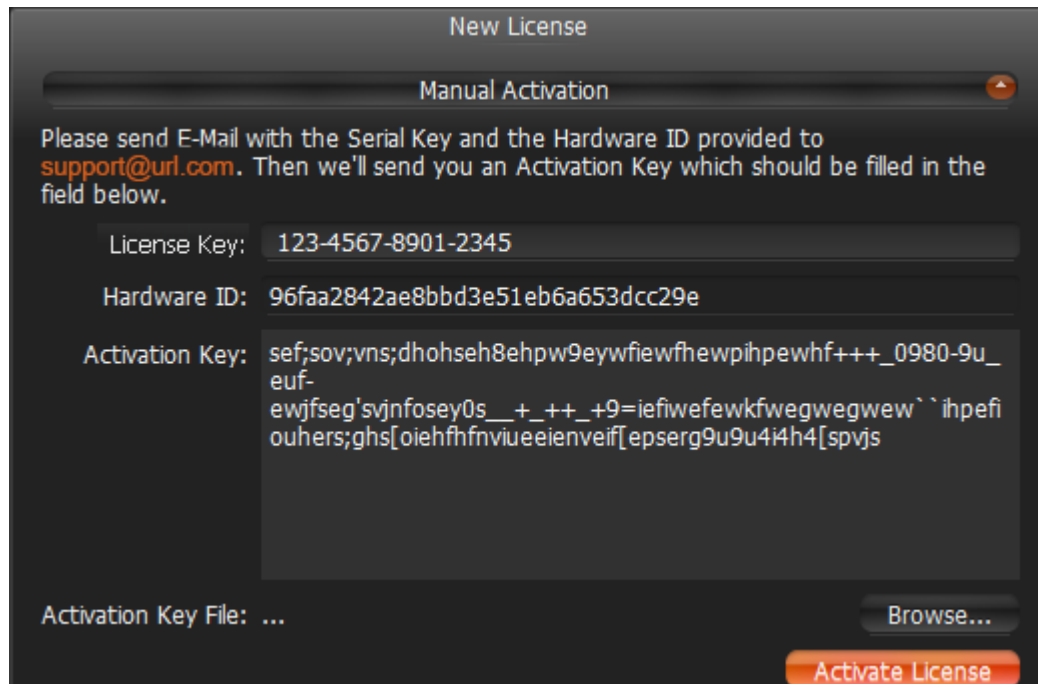 New License
Manual Activation
Please send E-Mail with the Serial Key and the Hardware ID provided to
support@url.com. Then we'll send you an Activation Key which should be filled in the
field below.
License Key: 123-4567-8901-2345
Hardware ID: 96faa2842ae8bbd3e51eb6a653dcc29e
Activation Key: sef;sov;vns;dhohseh8ehpw9eywfiewfhewpihpewhf+++_0980-9u_
euf-
ewjfseg'svjnfosey0s__+_++_+9=iefiwefewkfwegwegwew``ihpefi
ouhers;ghs[oiehfhfnviueeienveif[epserg9u9u4i4h4[spvjs
Activation Key File: ...
Browse...
Activate License